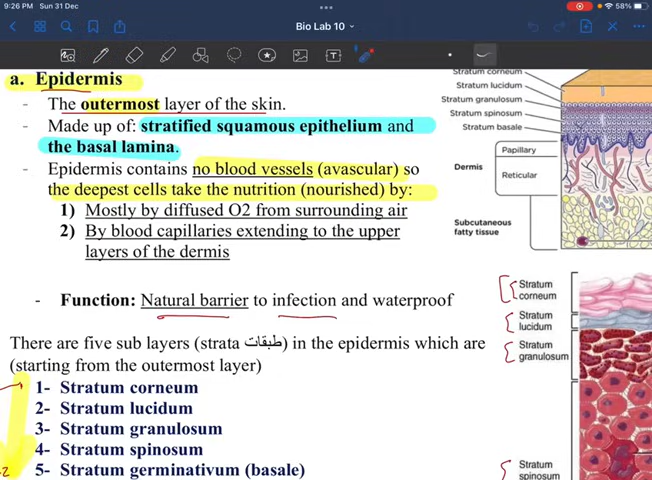 9:26 PM Sun 31 Dec
58%
Bio Lab 10
a. Epidermis
- The outermost layer of the skin.
- Made up of: stratified squamous epithelium and
the basal lamina.
- Epidermis contains no blood vessels (avascular) so
the deepest cells take the nutrition (nourished) by:
1) Mostly by diffused O2 from surrounding air
2) By blood capillaries extending to the upper
layers of the dermis
- Function: Natural barrier to infection and waterproof
There are five sub layers (strata طبقات) in the epidermis which are
(starting from the outermost layer)
1- Stratum corneum
2- Stratum lucidum
3- Stratum granulosum
4- Stratum spinosum
5- Stratum germinativum (basale)
Stratum corneum
Stratum lucidum
Stratum granulosum
Stratum spinosum
Stratum basale
Papillary
Dermis
Reticular
Subcutaneous
fatty tissue
Stratum
corneum
Stratum
lucidum
Stratum
granulosum
Stratum
spinosum